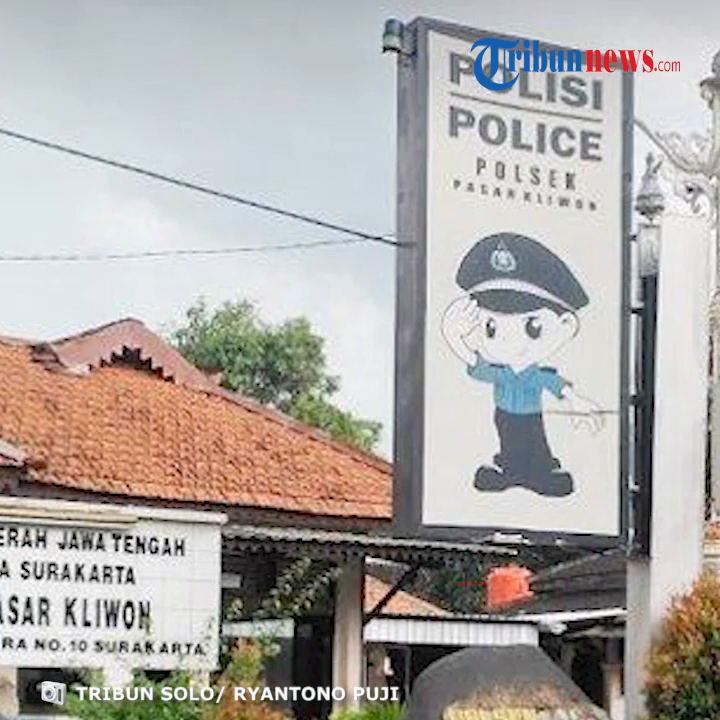 Tribunnews.com
POLISI
POLICE
POLSEK
PASAR KLIWON
ERAH JAWA TENGAH
A SURAKARTA
ASAR KLIWON
RA NO. 10 SURAKARTA
TRIBUN SOLO/ RYANTONO PUJI